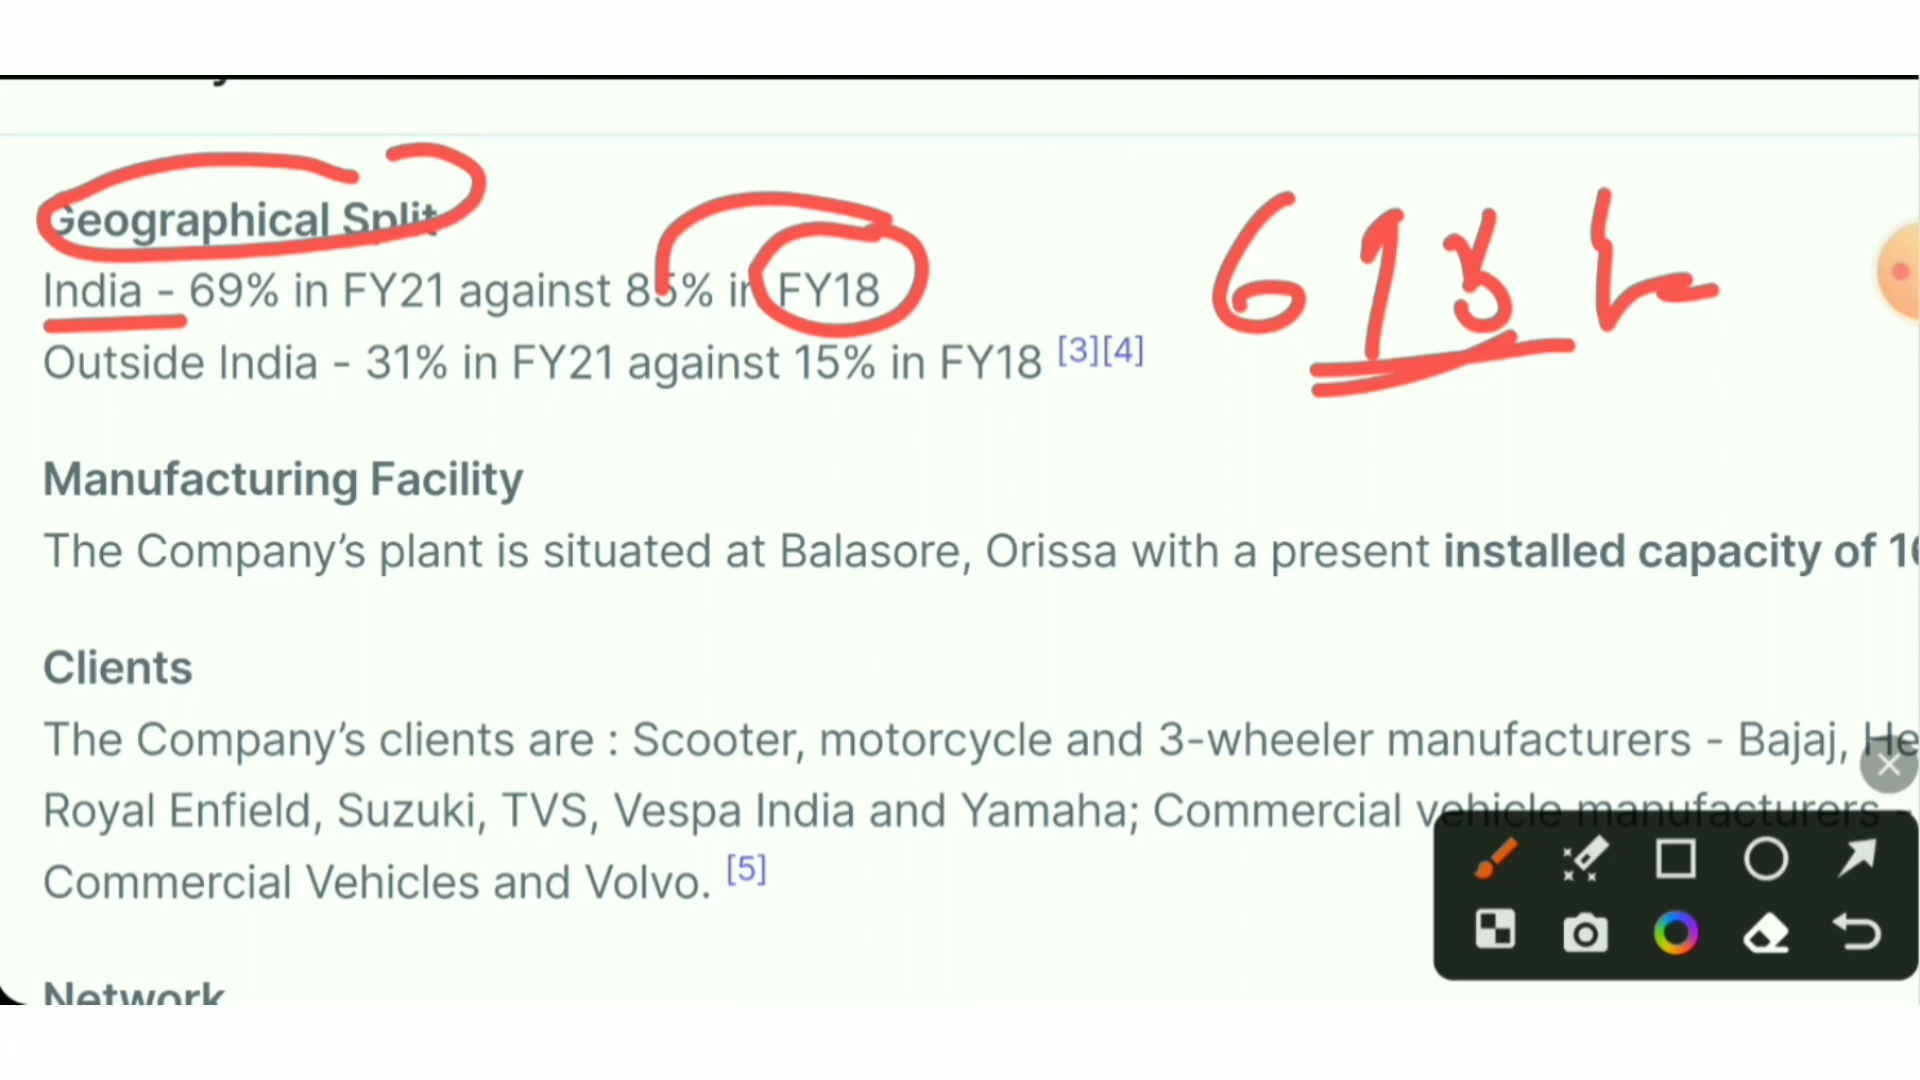 Geographical Split
India - 69% in FY21 against 85% in FY18
Outside India - 31% in FY21 against 15% in FY18 [3][4]
Manufacturing Facility
The Company's plant is situated at Balasore, Orissa with a present installed capacity of
Clients
The Company's clients are : Scooter, motorcycle and 3-wheeler manufacturers - Bajaj,
Royal Enfield, Suzuki, TVS, Vespa India and Yamaha; Commercial vehicle manufacturers -
Commercial Vehicles and Volvo. [5]
Network